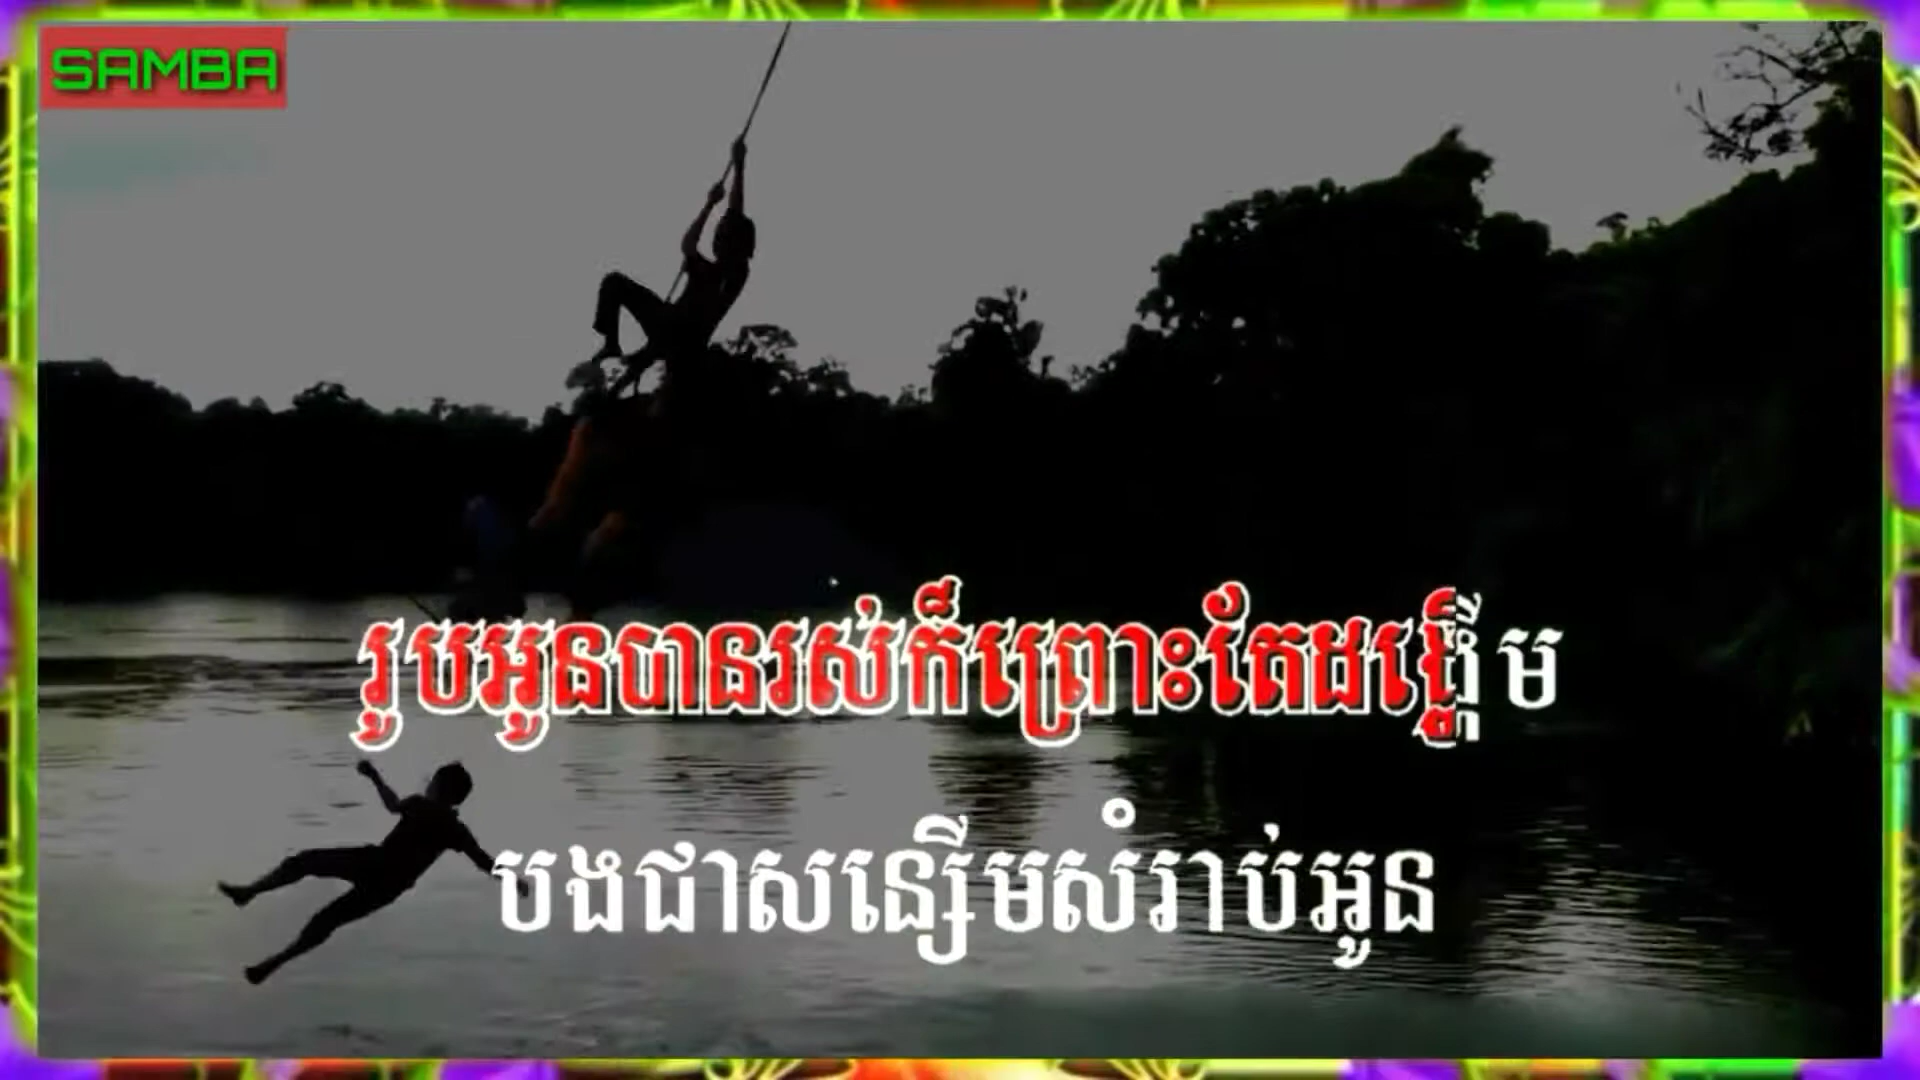 SAMBA
រូបអូនបានរស់ក៏ព្រោះតែដង្ហើម
បងជាសន្សើមសំរាប់អូន